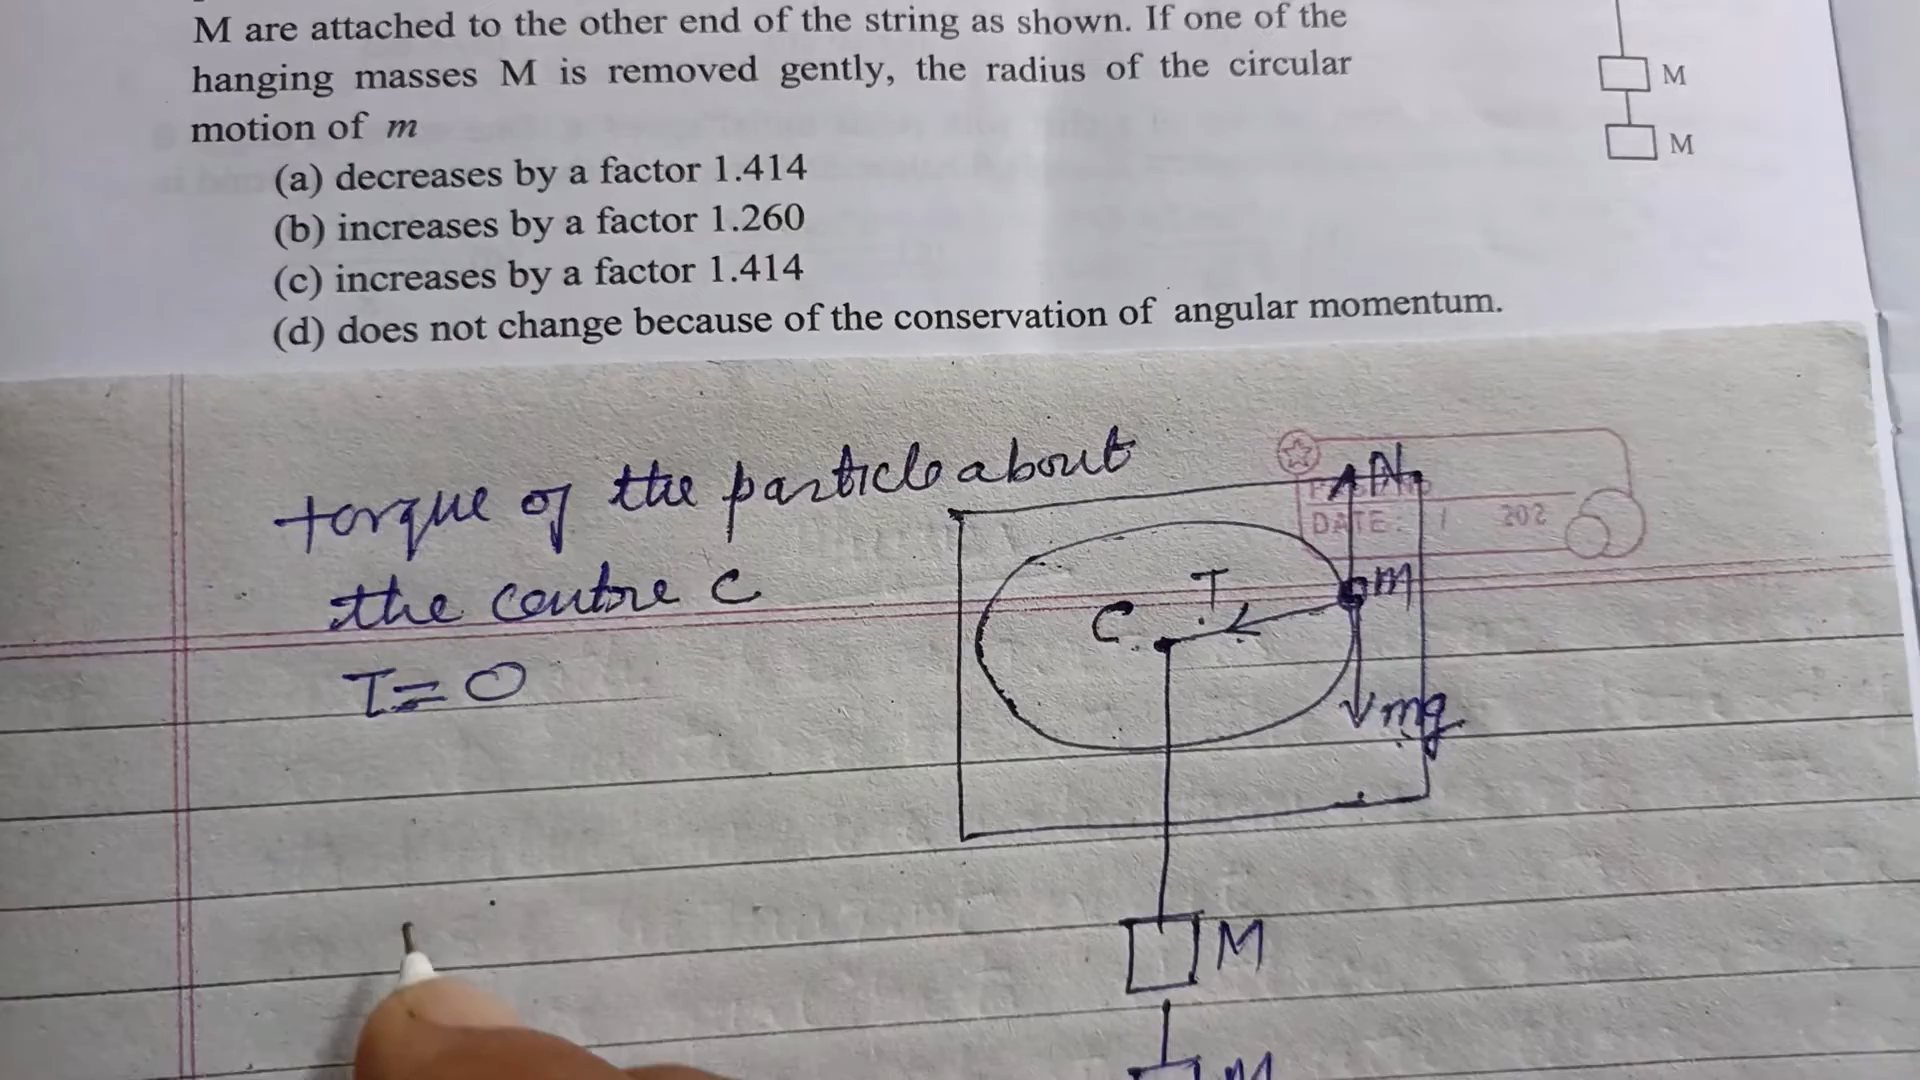 M are attached to the other end of the string as shown. If one of the
hanging masses M is removed gently, the radius of the circular
motion of m
(a) decreases by a factor 1.414
(b) increases by a factor 1.260
(c) increases by a factor 1.414
(d) does not change because of the conservation of angular momentum.
M
M
torque of the particle about
the centre C
τ=0
N
DATE: / 202
T
m
C
mg
M
M